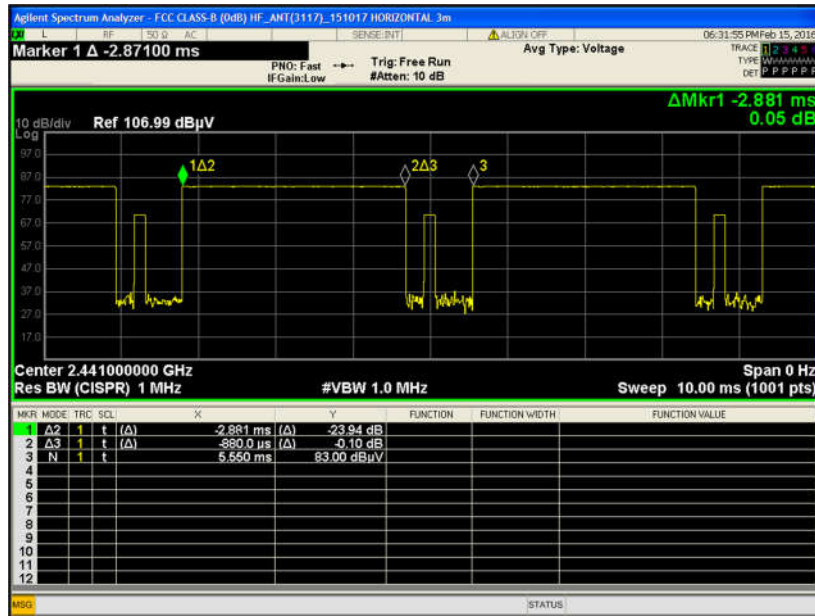 Agilent Spectrum Analyzer - FCC CLASS-B (0dB) HF_ANT(3117)_151017 HORIZONTAL 3m
L RF 50 Ω AC SENSE:INT ALIGN OFF 06:31:55 PM Feb 15, 2016
Marker 1 Δ -2.87100 ms
PNO: Fast
IFGain:Low
Trig: Free Run
#Atten: 10 dB
Avg Type: Voltage
TRACE 1 2 3 4 5
TYPE W
DET P P P P P P
ΔMkr1 -2.881 ms
0.05 dB
10 dB/div Ref 106.99 dBµV
Log
97.0
87.0
77.0
67.0
57.0
47.0
37.0
27.0
17.0
1Δ2
2Δ3
3
Center 2.441000000 GHz Span 0 Hz
Res BW (CISPR) 1 MHz #VBW 1.0 MHz Sweep 10.00 ms (1001 pts)
MKR MODE TRC SCL X Y FUNCTION FUNCTION WIDTH FUNCTION VALUE
1 Δ2 1 t (Δ) -2.881 ms (Δ) -23.94 dB
2 Δ3 1 t (Δ) -880.0 µs (Δ) -0.10 dB
3 N 1 t 5.550 ms 83.00 dBµV
4
5
6
7
8
9
10
11
12
MSG STATUS